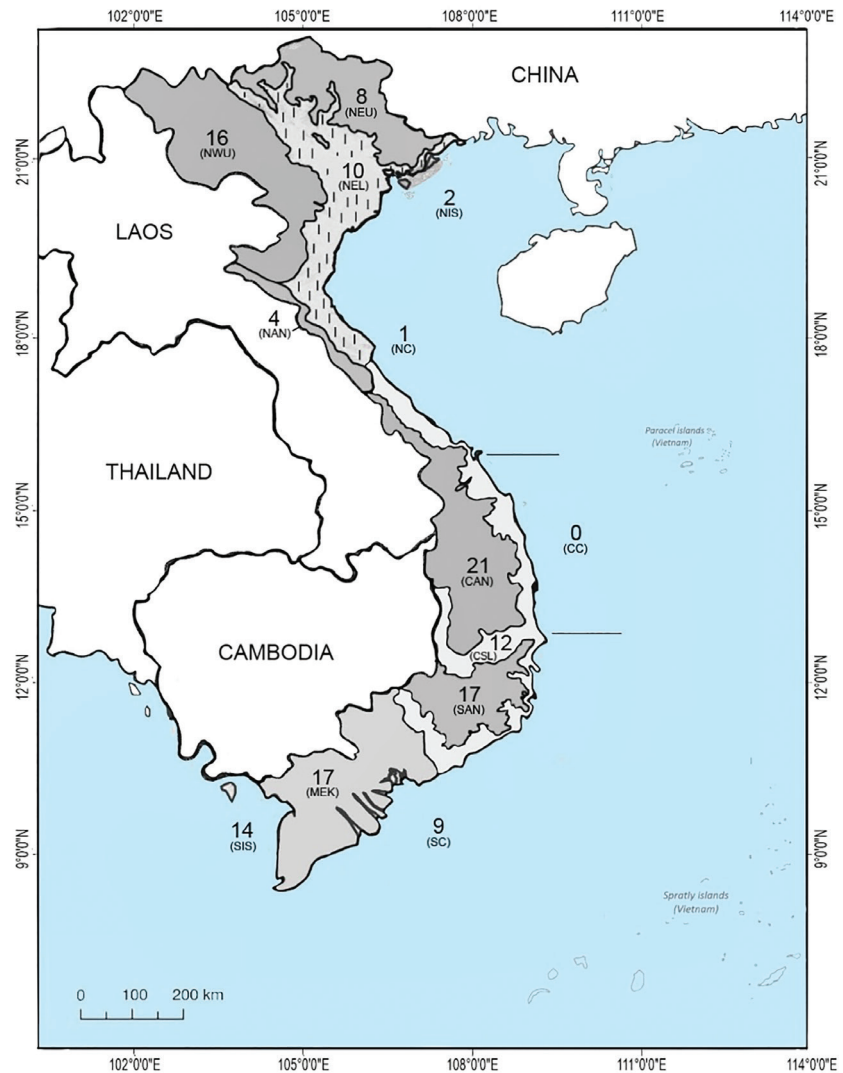 102°0'0"E 105°0'0"E 108°0'0"E 111°0'0"E 114°0'0"E
CHINA
8
(NEU)
16
(NWU)
21°0'0"N
21°0'0"N
10
(NEL)
2
(NIS)
LAOS
4
(NAN)
1
(NC)
18°0'0"N
18°0'0"N
Paracel islands
(Vietnam)
THAILAND
15°0'0"N
15°0'0"N
0
(CC)
21
(CAN)
12
(CSL)
CAMBODIA
12°0'0"N
12°0'0"N
17
(SAN)
17
(MEK)
14
(SIS)
9
(SC)
9°0'0"N
9°0'0"N
Spratly islands
(Vietnam)
0 100 200 km
102°0'0"E 105°0'0"E 108°0'0"E 111°0'0"E 114°0'0"E